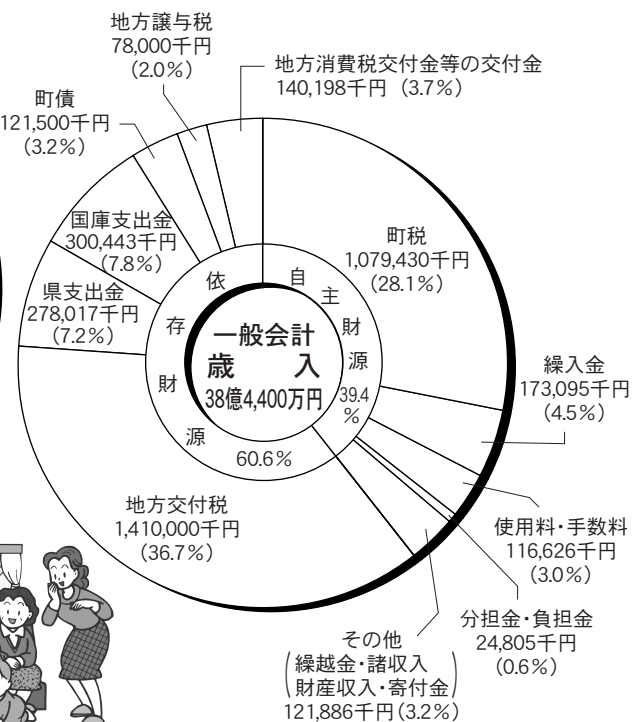 地方譲与税
78,000千円
(2.0%)
地方消費税交付金等の交付金
140,198千円 (3.7%)
町債
121,500千円
(3.2%)
国庫支出金
300,443千円
(7.8%)
県支出金
278,017千円
(7.2%)
町税
1,079,430千円
(28.1%)
依存財源
60.6%
自主財源
39.4
%
一般会計
歳 入
38億4,400万円
繰入金
173,095千円
(4.5%)
使用料・手数料
116,626千円
(3.0%)
分担金・負担金
24,805千円
(0.6%)
地方交付税
1,410,000千円
(36.7%)
その他
(繰越金・諸収入
財産収入・寄付金)
121,886千円(3.2%)